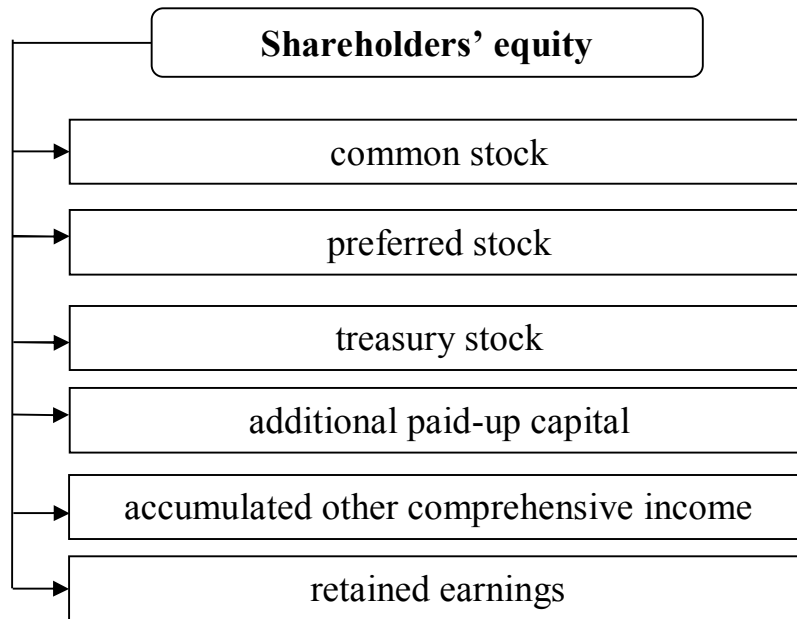 Shareholders’ equity
common stock
preferred stock
treasury stock
additional paid-up capital
accumulated other comprehensive income
retained earnings